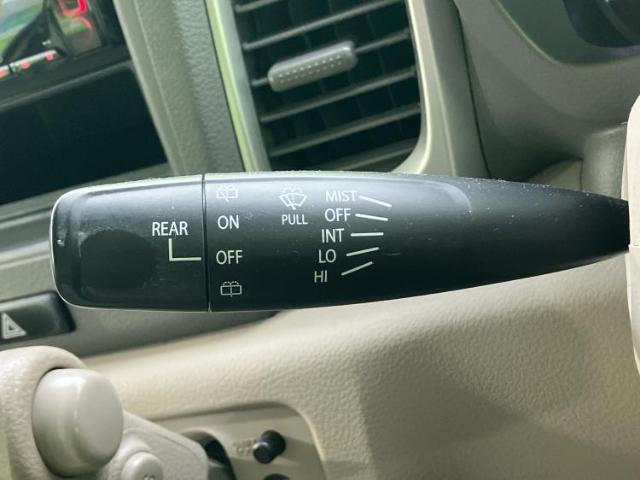 REAR
ON
OFF
PULL
MIST
OFF
INT
LO
HI